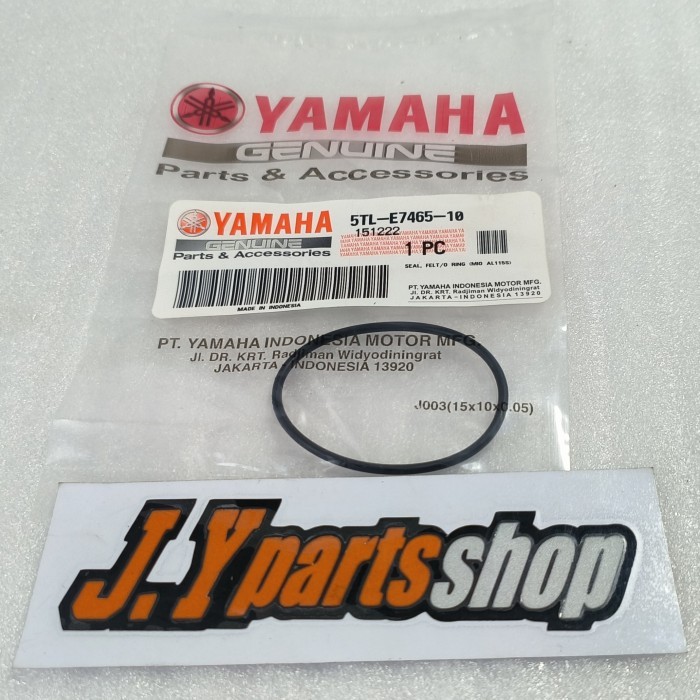 YAMAHA
GENUINE
Parts & Accessories
YAMAHA
GENUINE
Parts & Accessories
5TL-E7465-10
151222
1 PC
SEAL, FELT/O RING (MIO AL115S)
MADE IN INDONESIA
PT. YAMAHA INDONESIA MOTOR MFG.
Jl. DR. KRT. Radjiman Widyodiningrat
JAKARTA-INDONESIA 13920
PT. YAMAHA INDONESIA MOTOR MFG.
Jl. DR. KRT. Radjiman Widyodiningrat
JAKARTA-INDONESIA 13920
J003(15x10x0.05)
J.Ypartsshop